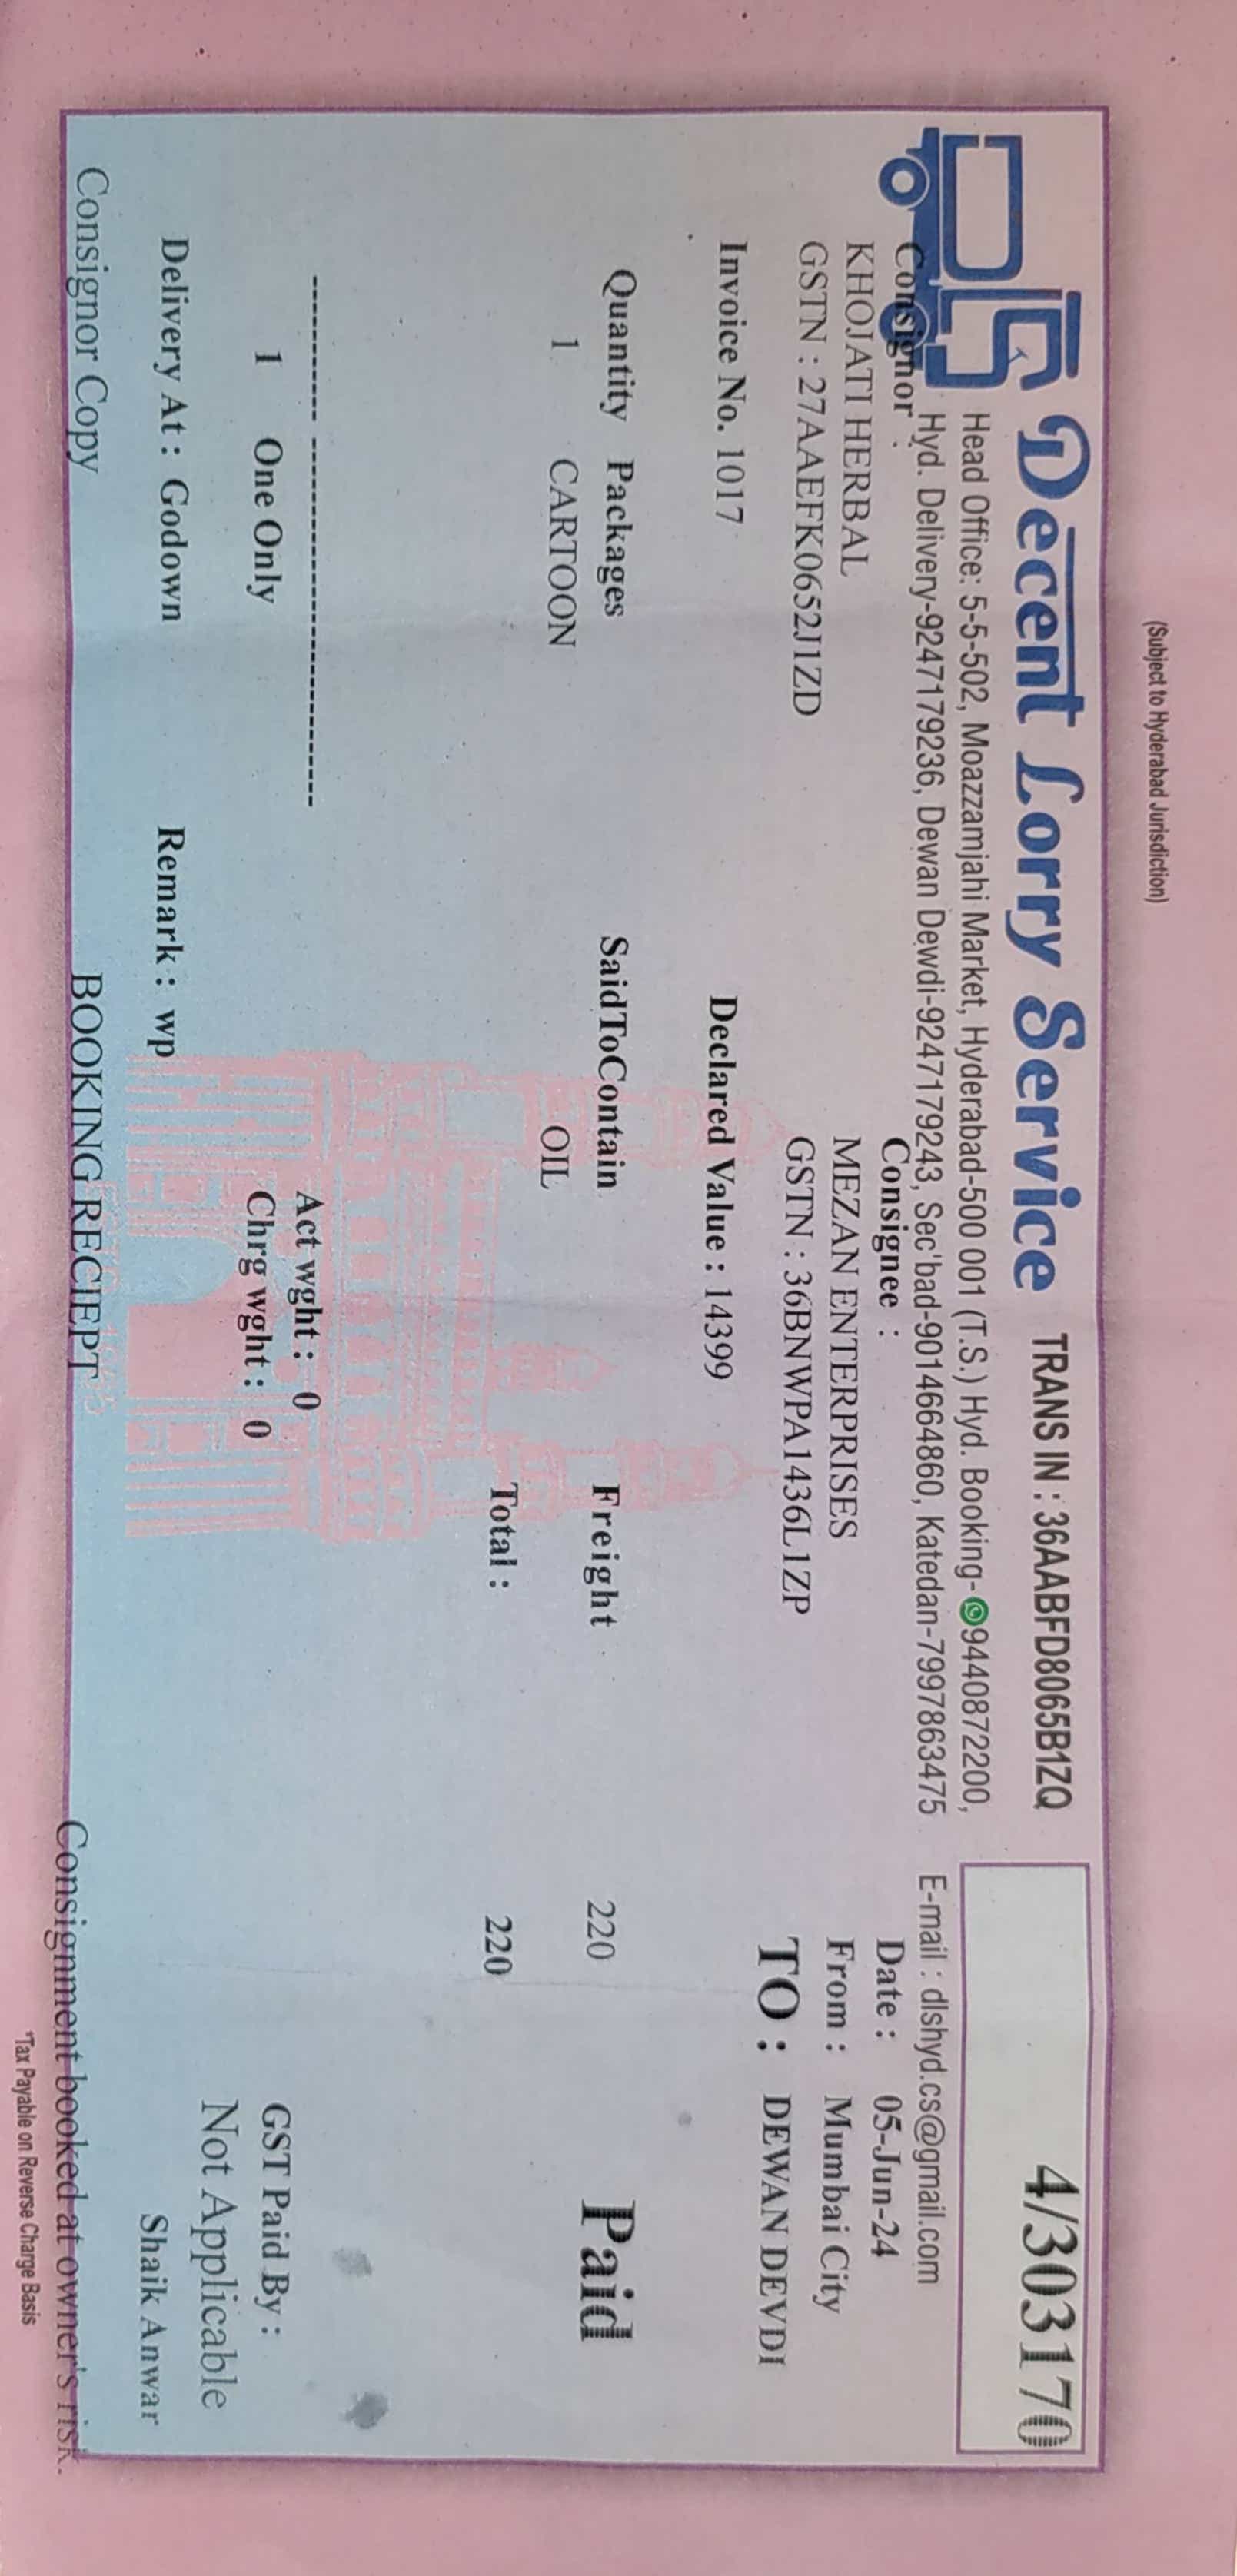 (Subject to Hyderabad Jurisdiction)
DLS
Decent Lorry Service TRANS IN : 36AABFD8065B1ZQ
4/303170
Head Office: 5-5-502, Moazzamjahi Market, Hyderabad-500 001 (T.S.) Hyd. Booking-9440872200,
Hyd. Delivery-9247179236, Dewan Dewdi-9247179243, Sec'bad-9014664860, Katedan-7997863475 E-mail : dlshyd.cs@gmail.com
Consignor : Consignee : Date : 05-Jun-24
KHOJATI HERBAL MEZAN ENTERPRISES From : Mumbai City
GSTN : 27AAEFK0652J1ZD GSTN : 36BNWPA1436L1ZP TO : DEWAN DEVDI
Invoice No. 1017 Declared Value : 14399
Quantity Packages SaidToContain Freight 220 Paid
1 CARTOON OIL
Total : 220
Act wght : 0
1 One Only Chrg wght : 0 GST Paid By :
Not Applicable
Delivery At : Godown Remark : wp Shaik Anwar
Consignor Copy BOOKING RECIEPT Consignment booked at owner's risk.
*Tax Payable on Reverse Charge Basis